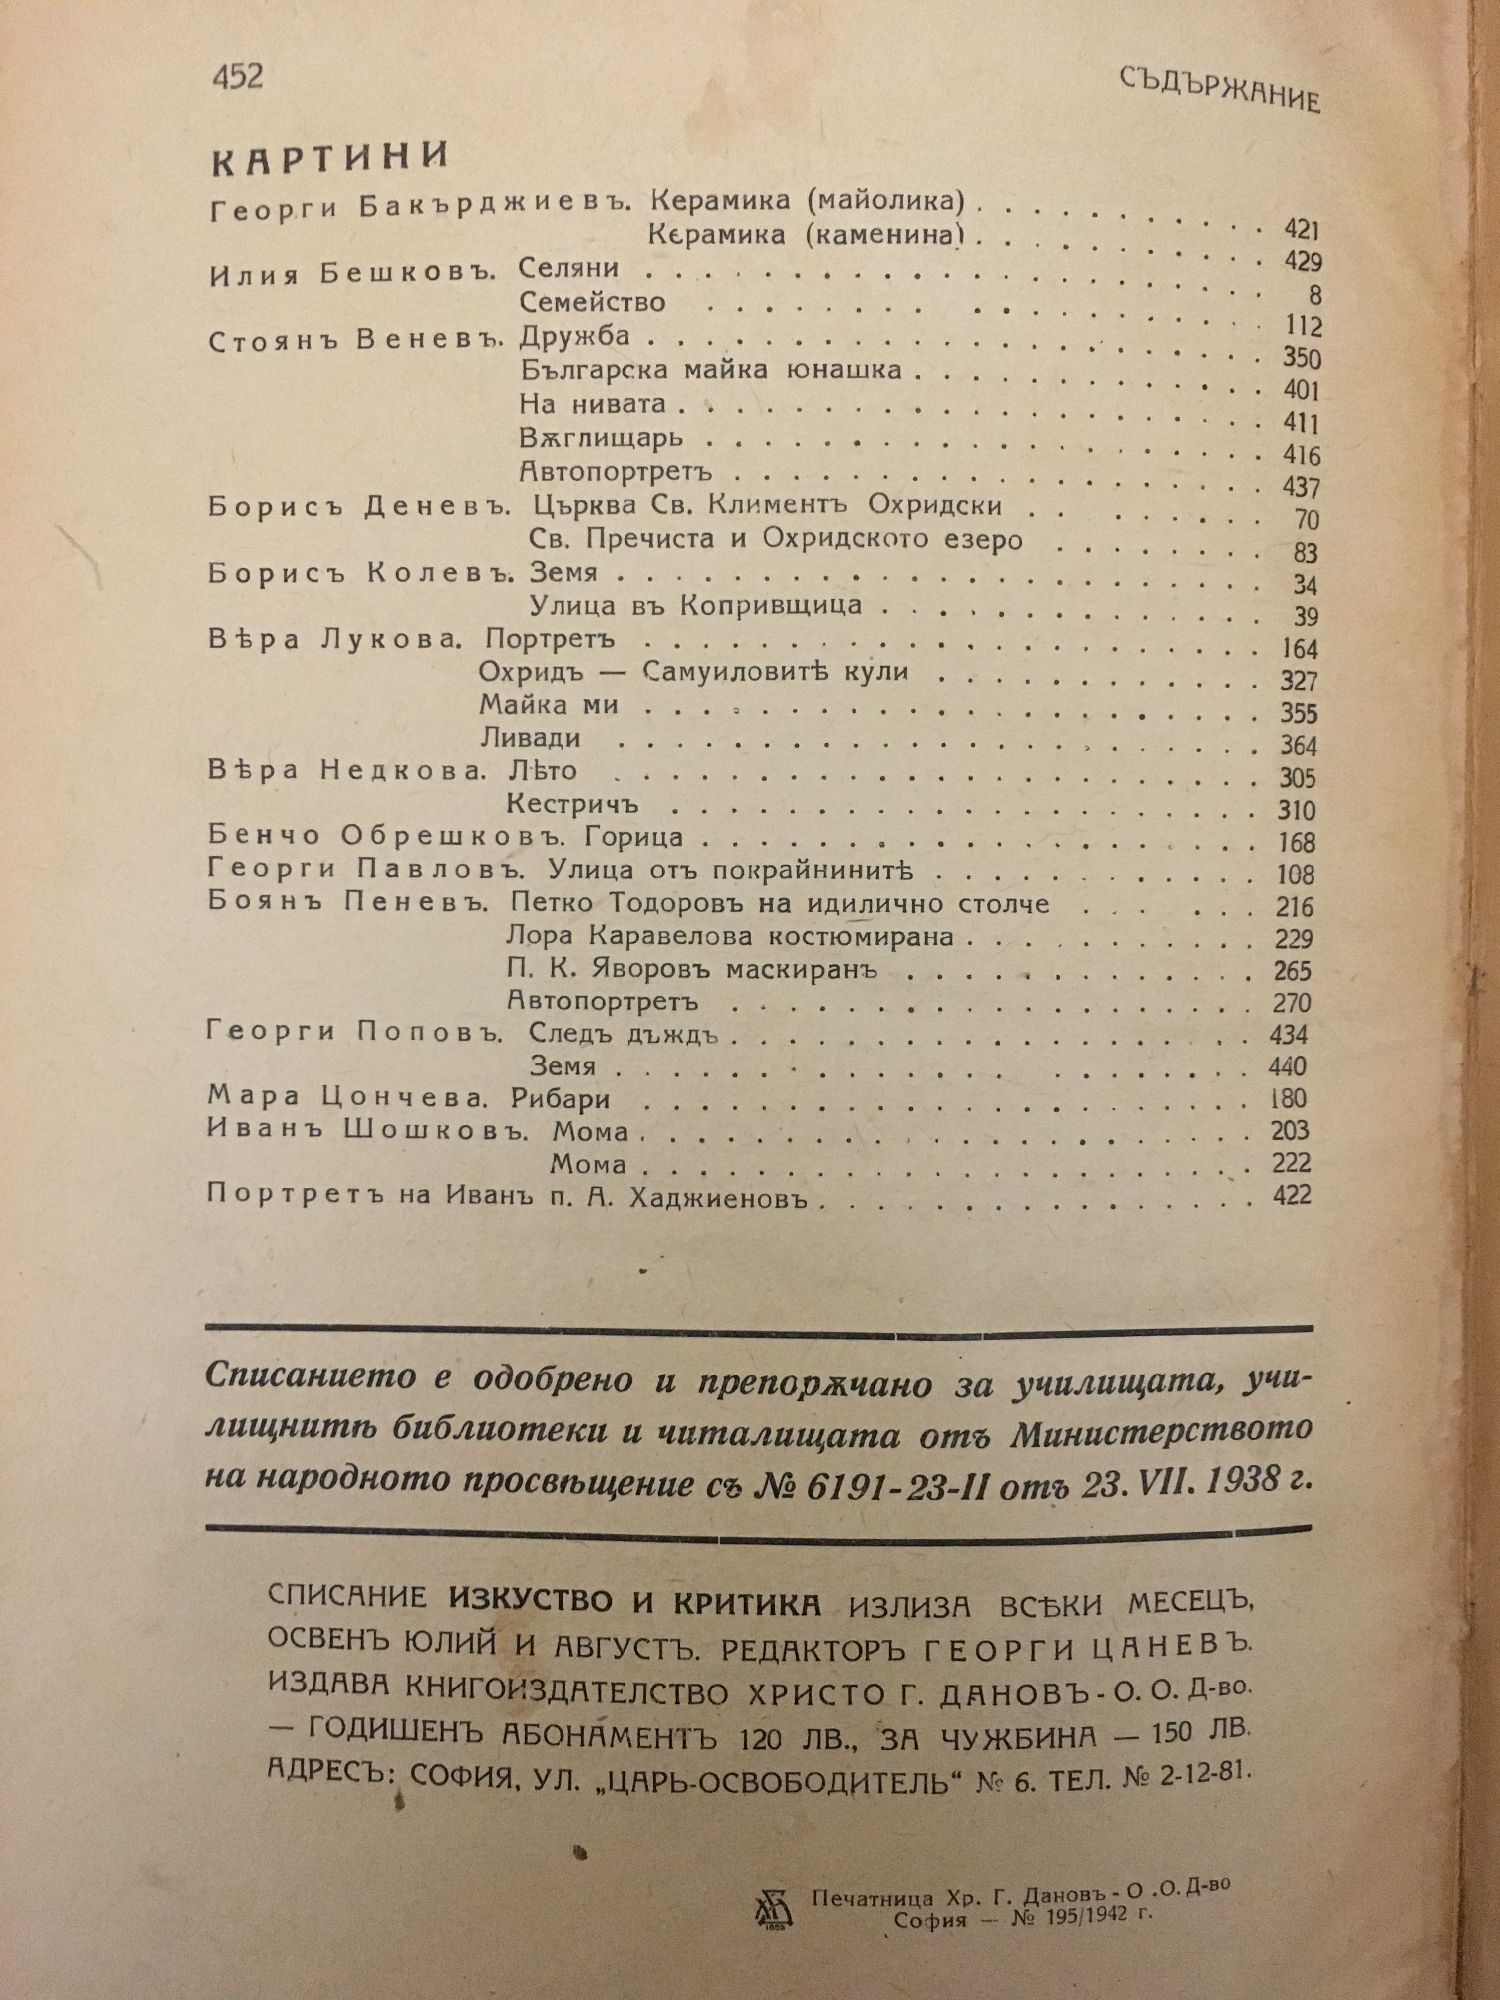 452 СЪДЪРЖАНИЕ
КАРТИНИ
Георги Бакърджиевъ. Керамика (майолика) . . . . . . . . . . 421
Керамика (каменина) . . . . . . . . . . 429
Илия Бешковъ. Селяни . . . . . . . . . . 8
Семейство . . . . . . . . . . 112
Стоянъ Веневъ. Дружба . . . . . . . . . . 350
Българска майка юнашка . . . . . . . . . . 401
На нивата . . . . . . . . . . 411
Вѫглищарь . . . . . . . . . . 416
Автопортретъ . . . . . . . . . . 437
Борисъ Деневъ. Църква Св. Климентъ Охридски . . . . . . . . 70
Св. Пречиста и Охридското езеро . . . . . . . . 83
Борисъ Колевъ. Земя . . . . . . . . . . 34
Улица въ Копривщица . . . . . . . . . . 39
Вѣра Лукова. Портретъ . . . . . . . . . . 164
Охридъ — Самуиловитѣ кули . . . . . . . . . . 327
Майка ми . . . . . . . . . . 355
Ливади . . . . . . . . . . 364
Вѣра Недкова. Лѣто . . . . . . . . . . 305
Кестричъ . . . . . . . . . . 310
Бенчо Обрешковъ. Горица . . . . . . . . . . 168
Георги Павловъ. Улица отъ покрайнинитѣ . . . . . . . . . . 108
Боянъ Пеневъ. Петко Тодоровъ на идилично столче . . . . . . 216
Лора Каравелова костюмирана . . . . . . . . . . 229
П. К. Яворовъ маскиранъ . . . . . . . . . . 265
Автопортретъ . . . . . . . . . . 270
Георги Поповъ. Следъ дъждъ . . . . . . . . . . 434
Земя . . . . . . . . . . 440
Мара Цончева. Рибари . . . . . . . . . . 180
Иванъ Шошковъ. Мома . . . . . . . . . . 203
Мома . . . . . . . . . . 222
Портретъ на Иванъ п. А. Хаджиеновъ . . . . . . . . . . 422
Списанието е одобрено и препорѫчано за училищата, учи-
лищнитѣ библиотеки и читалищата отъ Министерството
на народното просвѣщение съ № 6191-23-II отъ 23. VII. 1938 г.
СПИСАНИЕ ИЗКУСТВО И КРИТИКА ИЗЛИЗА ВСѢКИ МЕСЕЦЪ,
ОСВЕНЪ ЮЛИЙ И АВГУСТЪ. РЕДАКТОРЪ ГЕОРГИ ЦАНЕВЪ.
ИЗДАВА КНИГОИЗДАТЕЛСТВО ХРИСТО Г. ДАНОВЪ - О. О. Д-во.
— ГОДИШЕНЪ АБОНАМЕНТЪ 120 ЛВ., ЗА ЧУЖБИНА — 150 ЛВ.
АДРЕСЪ: СОФИЯ, УЛ. „ЦАРЬ-ОСВОБОДИТЕЛЬ“ № 6. ТЕЛ. № 2-12-81.
Печатница Хр. Г. Дановъ - О .О. Д-во
София — № 195/1942 г.